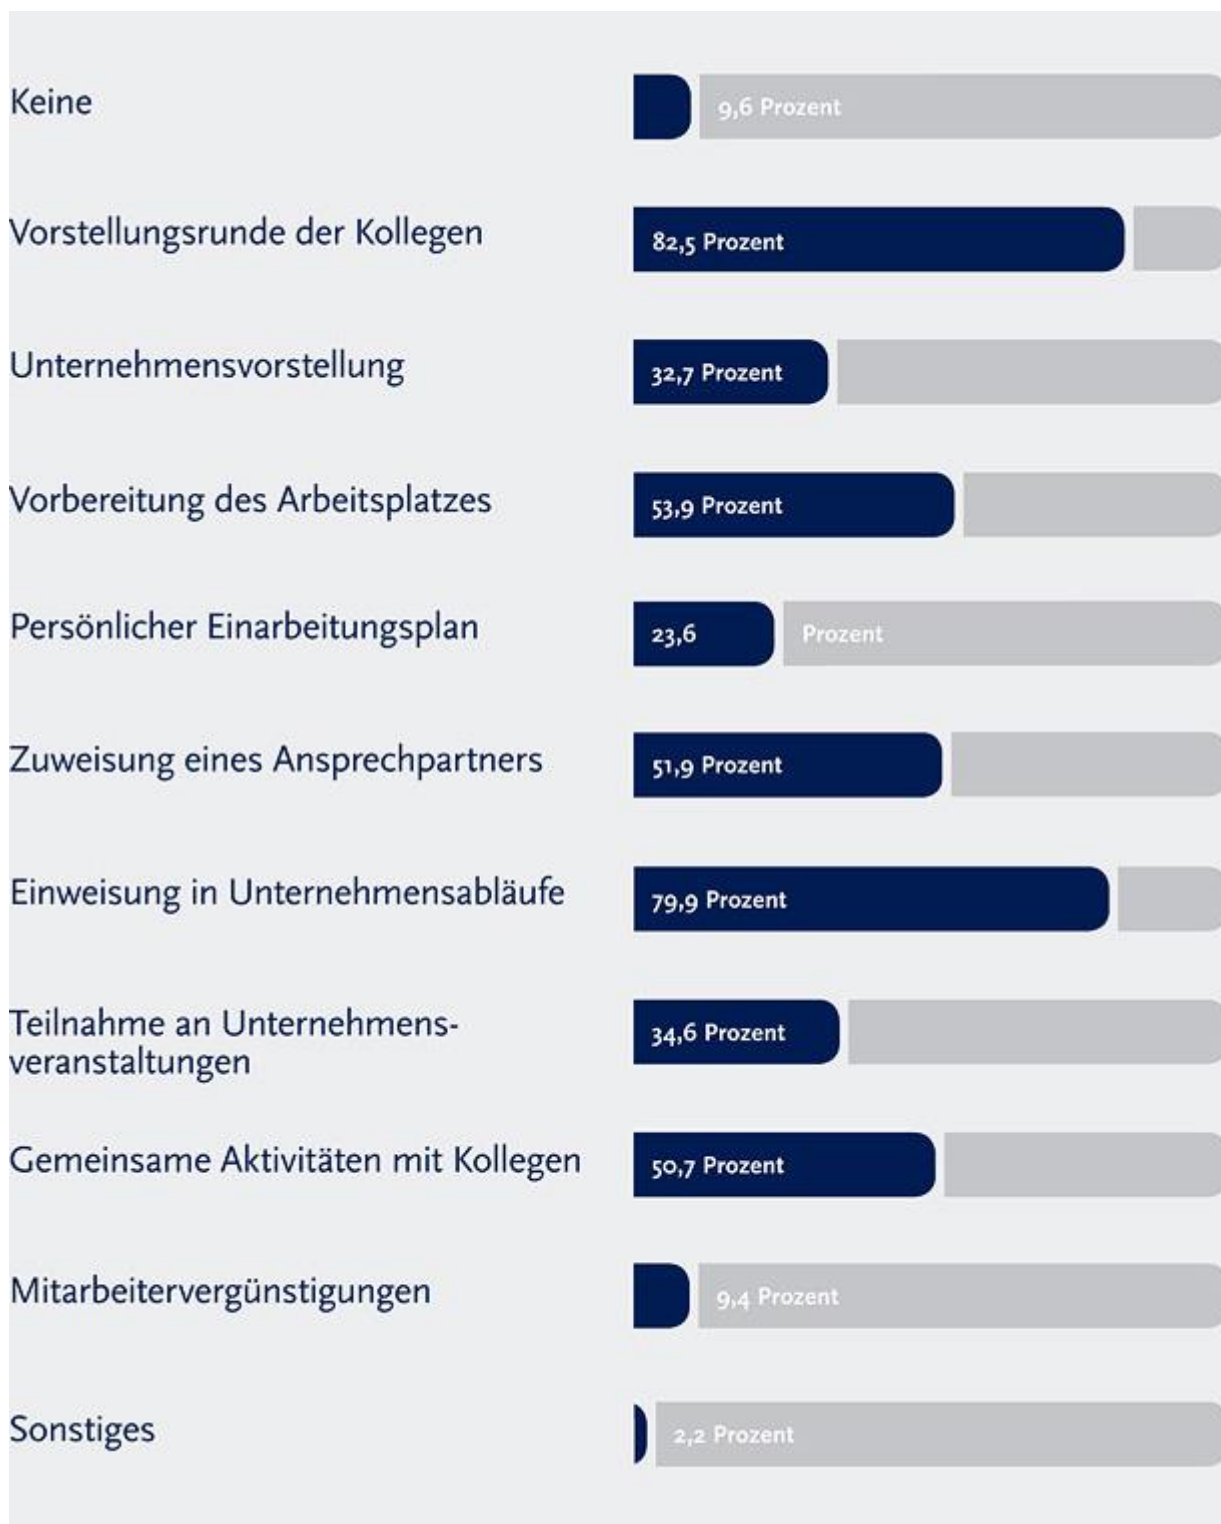 Keine
9,6 Prozent
Vorstellungsrunde der Kollegen
82,5 Prozent
Unternehmensvorstellung
32,7 Prozent
Vorbereitung des Arbeitsplatzes
53,9 Prozent
Persönlicher Einarbeitungsplan
23,6 Prozent
Zuweisung eines Ansprechpartners
51,9 Prozent
Einweisung in Unternehmensabläufe
79,9 Prozent
Teilnahme an Unternehmens-
veranstaltungen
34,6 Prozent
Gemeinsame Aktivitäten mit Kollegen
50,7 Prozent
Mitarbeitervergünstigungen
9,4 Prozent
Sonstiges
2,2 Prozent